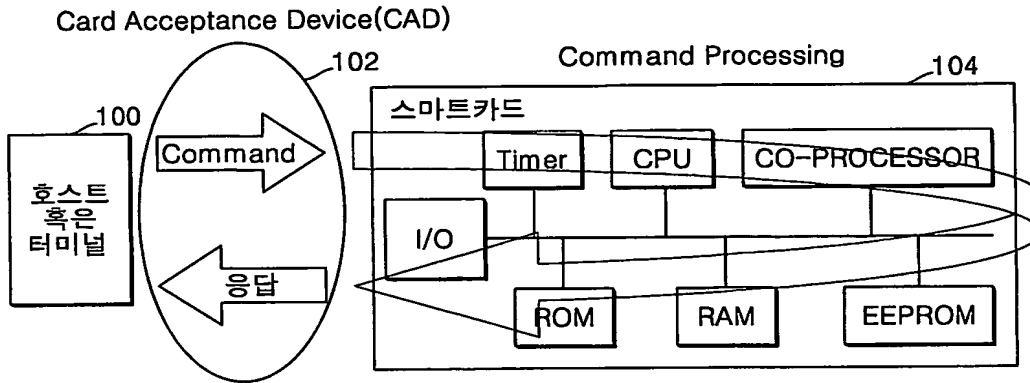 Card Acceptance Device(CAD)
102
Command Processing
104
100
스마트카드
호스트
혹은
터미널
Command
응답
Timer
CPU
CO-PROCESSOR
I/O
ROM
RAM
EEPROM